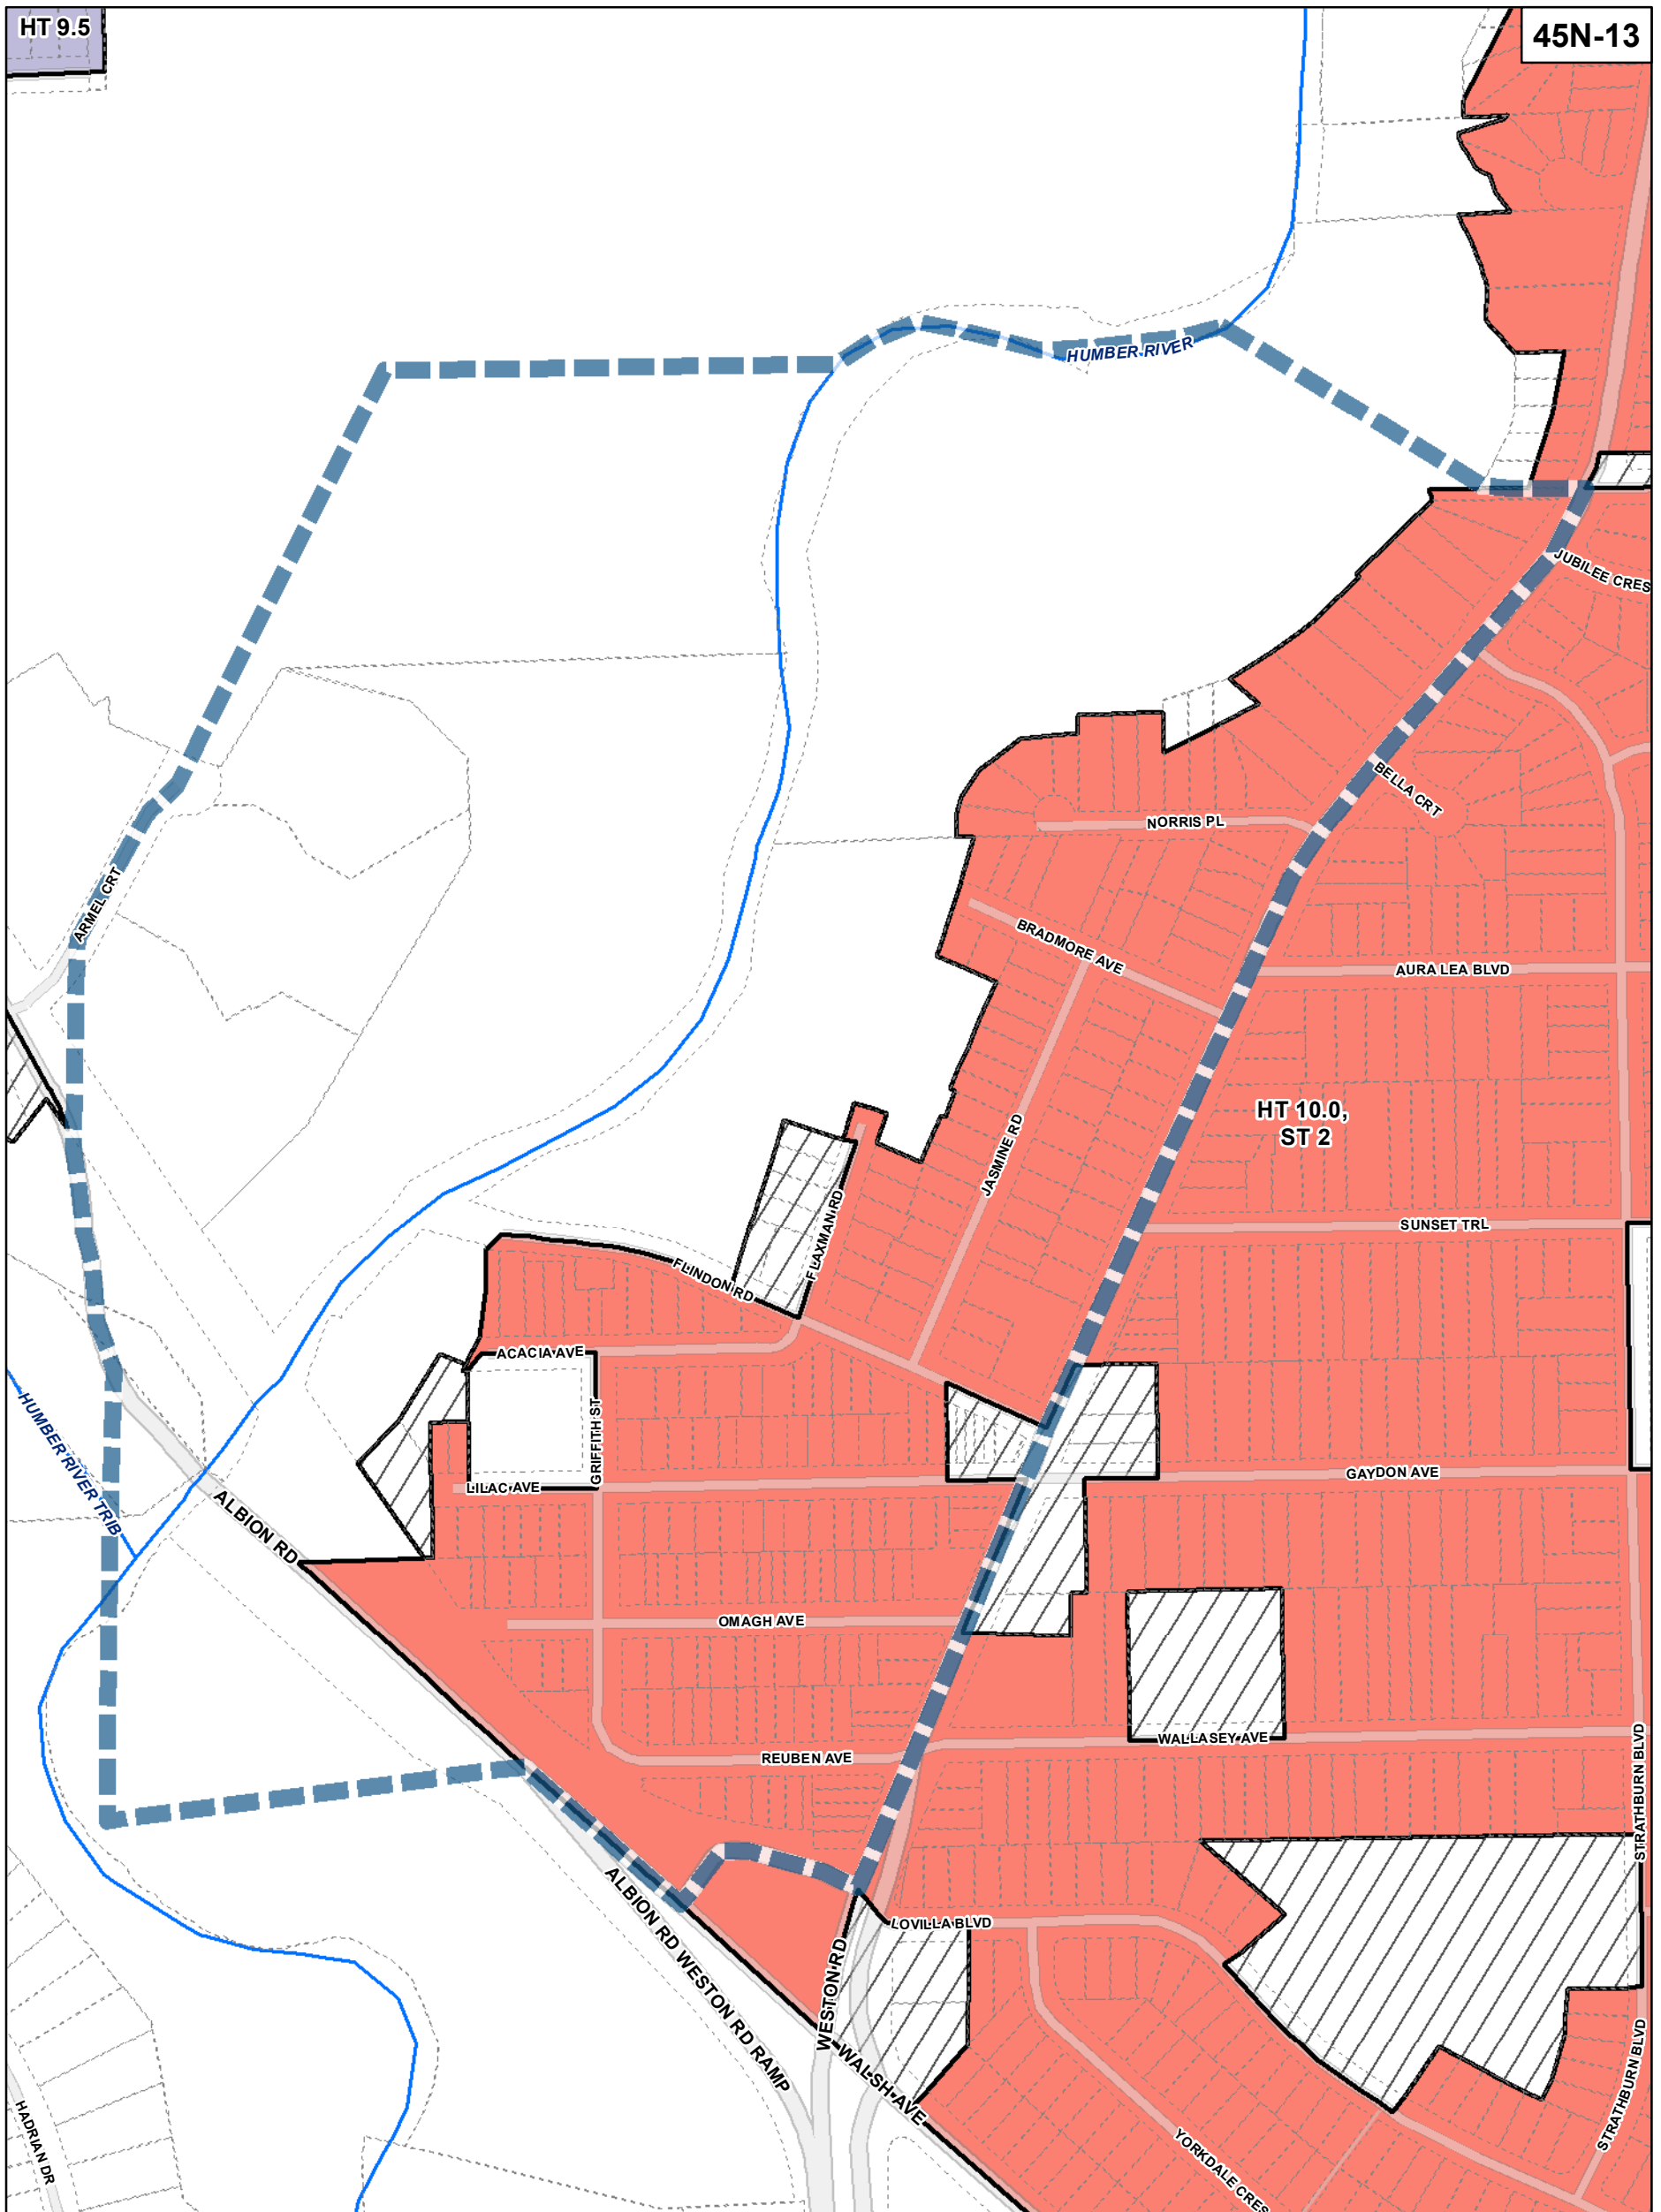 HT 9.5
45N-13
HUMBER RIVER
JUBILEE CRES
BELLA CRT
NORRIS PL
ARMEL CRT
BRADMORE AVE
AURA LEA BLVD
HT 10.0,
ST 2
JASMINE RD
FLAXMAN RD
SUNSET TRL
FLINDON RD
ACACIA AVE
GRIFFITH ST
HUMBER RIVER TRIB
LILAC AVE
GAYDON AVE
ALBION RD
OMAGH AVE
WALLASEY AVE
REUBEN AVE
STRATHBURN BLVD
ALBION RD WESTON RD RAMP
LOVILLA BLVD
WESTON RD
WALSH AVE
STRATHBURN BLVD
HADRIAN DR
YORKDALE CRES